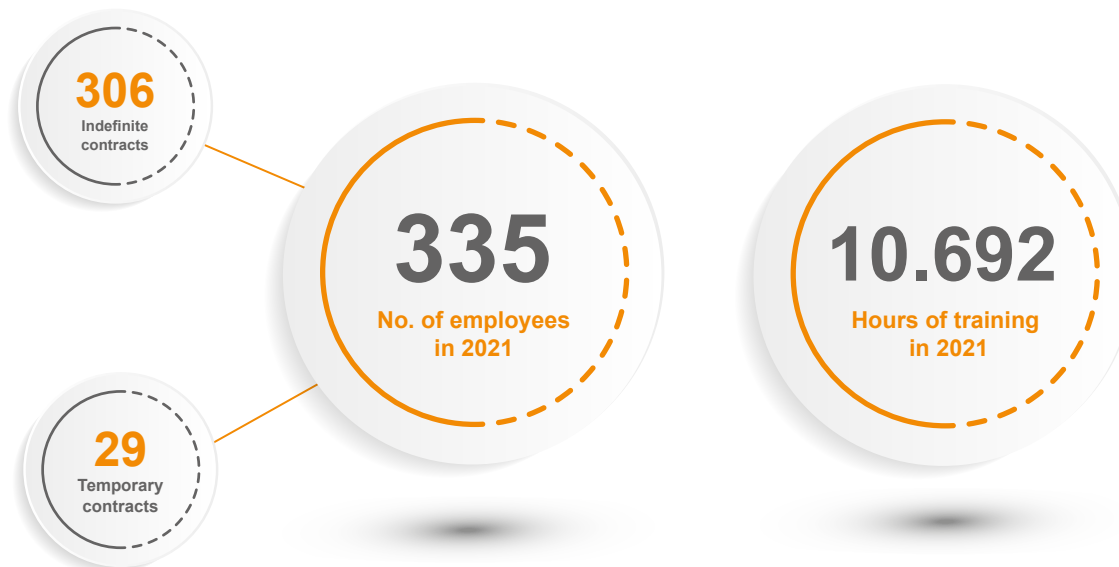 306
Indefinite
contracts
335
No. of employees
in 2021
29
Temporary
contracts
10.692
Hours of training
in 2021